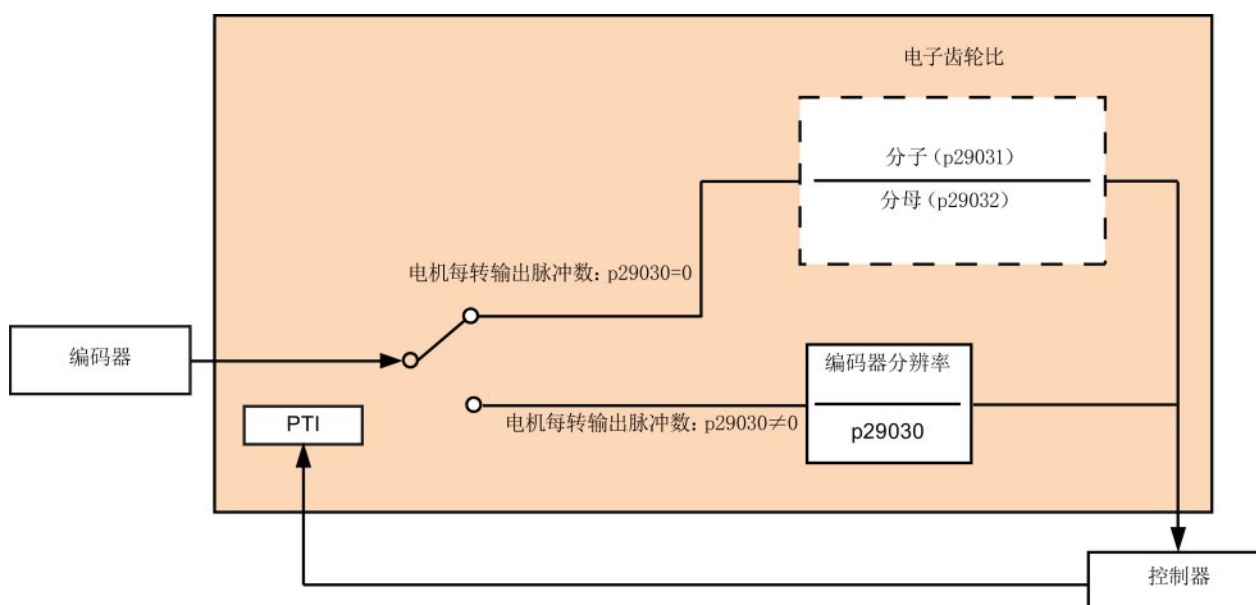 电子齿轮比
分子(p29031)
分母(p29032)
电机每转输出脉冲数: p29030=0
编码器
编码器分辨率
PTI
电机每转输出脉冲数: p29030≠0
p29030
控制器